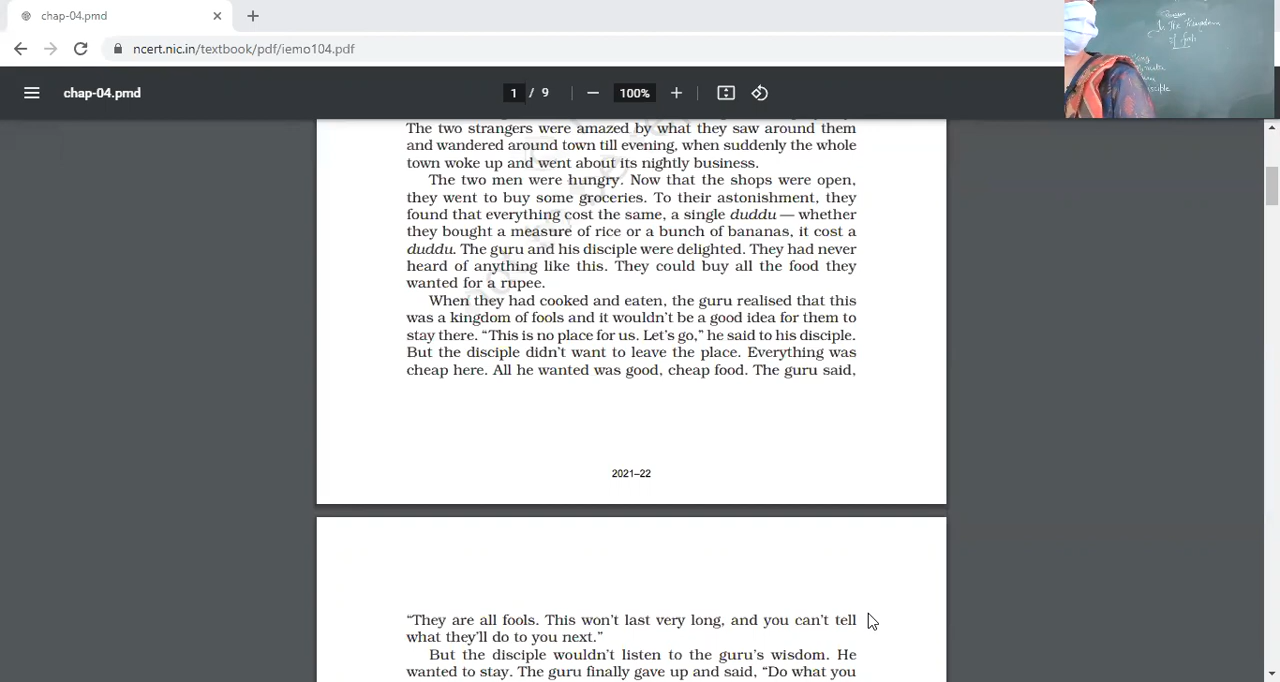 chap-04.pmd
ncert.nic.in/textbook/pdf/iemo104.pdf
chap-04.pmd
1 / 9
100%
The Kingdom
of
The two strangers were amazed by what they saw around them
and wandered around town till evening, when suddenly the whole
town woke up and went about its nightly business.
The two men were hungry. Now that the shops were open,
they went to buy some groceries. To their astonishment, they
found that everything cost the same, a single duddu — whether
they bought a measure of rice or a bunch of bananas, it cost a
duddu. The guru and his disciple were delighted. They had never
heard of anything like this. They could buy all the food they
wanted for a rupee.
When they had cooked and eaten, the guru realised that this
was a kingdom of fools and it wouldn't be a good idea for them to
stay there. “This is no place for us. Let's go,” he said to his disciple.
But the disciple didn't want to leave the place. Everything was
cheap here. All he wanted was good, cheap food. The guru said,
2021–22
“They are all fools. This won't last very long, and you can't tell
what they'll do to you next.”
But the disciple wouldn't listen to the guru's wisdom. He
wanted to stay. The guru finally gave up and said, “Do what you